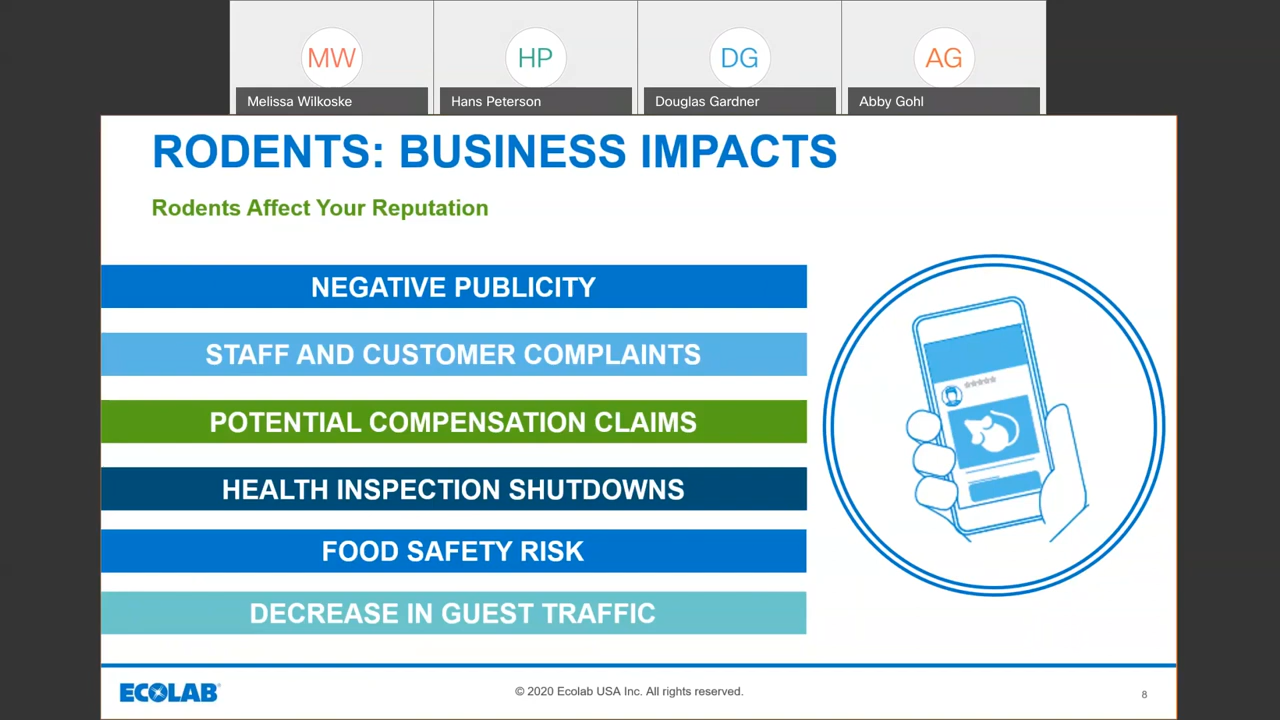 MW
HP
DG
AG
Melissa Wilkoske
Hans Peterson
Douglas Gardner
Abby Gohl
RODENTS: BUSINESS IMPACTS
Rodents Affect Your Reputation
NEGATIVE PUBLICITY
STAFF AND CUSTOMER COMPLAINTS
POTENTIAL COMPENSATION CLAIMS
HEALTH INSPECTION SHUTDOWNS
FOOD SAFETY RISK
DECREASE IN GUEST TRAFFIC
ECOLAB®
© 2020 Ecolab USA Inc. All rights reserved.
8